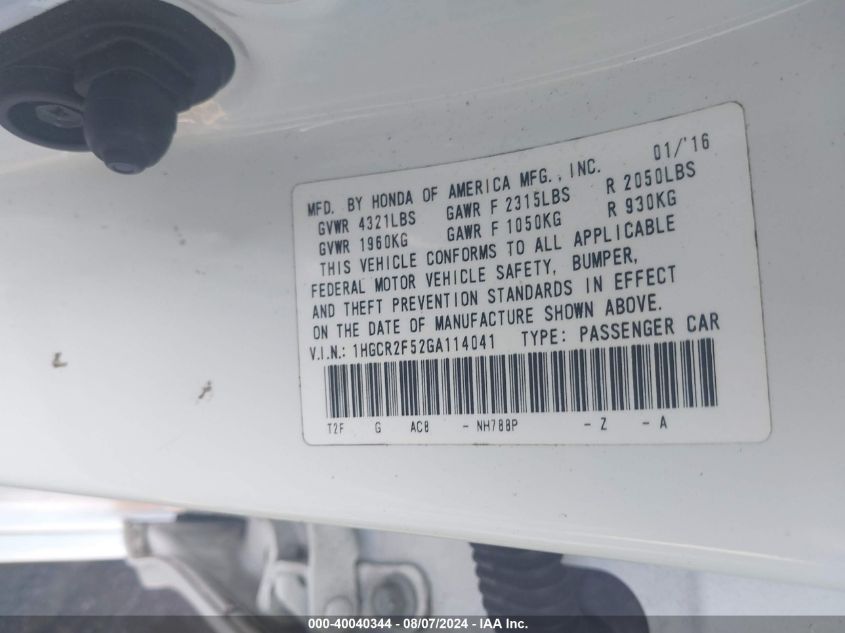 MFD. BY HONDA OF AMERICA MFG., INC. 01/'16
GVWR 4321LBS GAWR F 2315LBS R 2050LBS
GVWR 1960KG GAWR F 1050KG R 930KG
THIS VEHICLE CONFORMS TO ALL APPLICABLE
FEDERAL MOTOR VEHICLE SAFETY, BUMPER,
AND THEFT PREVENTION STANDARDS IN EFFECT
ON THE DATE OF MANUFACTURE SHOWN ABOVE.
V.I.N.: 1HGCR2F52GA114041 TYPE: PASSENGER CAR
T2F G AC8 - NH788P - Z - A
000-40040344 - 08/07/2024 - IAA Inc.